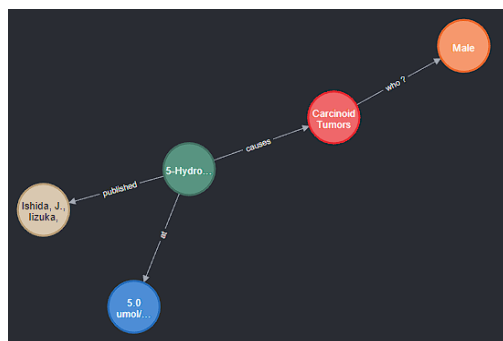 Male
who ?
Carcinoid
Tumors
causes
5-Hydro...
published
Ishida, J.,
Iizuka,
at
5.0
umol/...